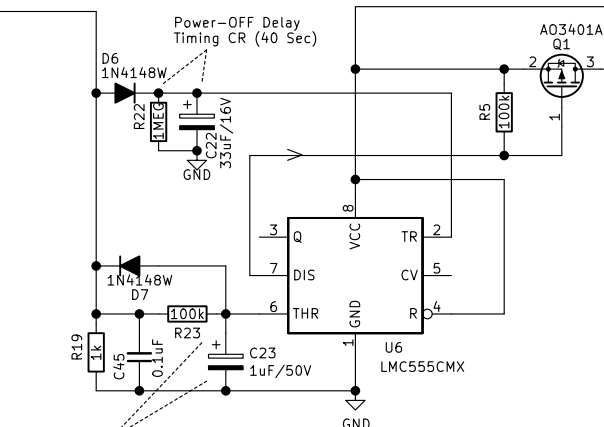 Power-OFF Delay
Timing CR (40 Sec)
AO3401A
Q1
D6
1N4148W
2
3
R22
1MEG
+
C22
33uF/16V
R5
100k
1
GND
8
3
Q
VCC
TR
2
7
DIS
CV
5
1N4148W
D7
6
THR
GND
R
4
100k
R23
R19
1k
C45
0.1uF
+
C23
1uF/50V
1
U6
LMC555CMX
GND